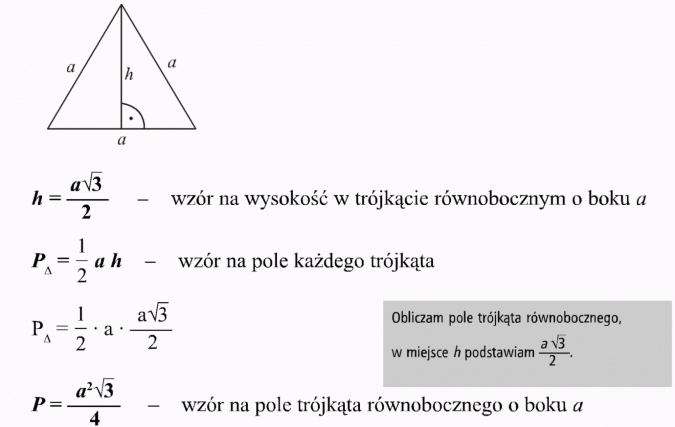 a
a
h
a
h = a√3/2 – wzór na wysokość w trójkącie równobocznym o boku a
P△ = 1/2 a h – wzór na pole każdego trójkąta
P△ = 1/2 · a · a√3/2
Obliczam pole trójkąta równobocznego,
w miejsce h podstawiam a√3/2.
P = a²√3/4 – wzór na pole trójkąta równobocznego o boku a